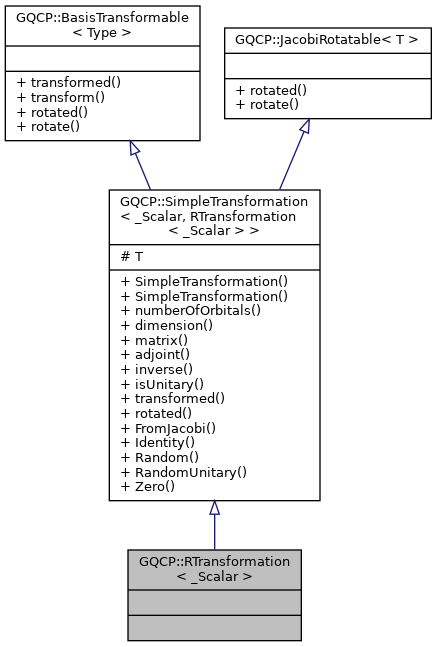 GQCP::BasisTransformable
< Type >
+ transformed()
+ transform()
+ rotated()
+ rotate()
GQCP::JacobiRotatable< T >
+ rotated()
+ rotate()
GQCP::SimpleTransformation
< _Scalar, RTransformation
< _Scalar > >
# T
+ SimpleTransformation()
+ SimpleTransformation()
+ numberOfOrbitals()
+ dimension()
+ matrix()
+ adjoint()
+ inverse()
+ isUnitary()
+ transformed()
+ rotated()
+ FromJacobi()
+ Identity()
+ Random()
+ RandomUnitary()
+ Zero()
GQCP::RTransformation
< _Scalar >